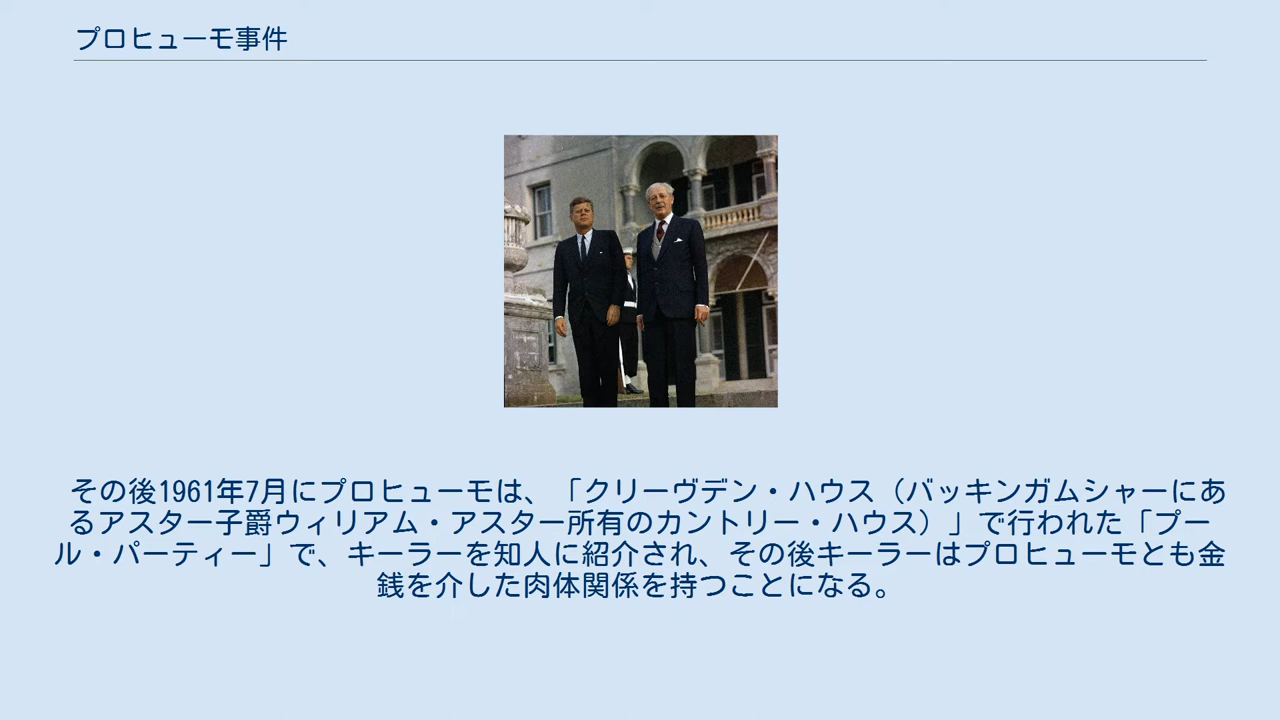 プロヒューモ事件
その後1961年7月にプロヒューモは、「クリーヴデン・ハウス（バッキンガムシャーにあ
るアスター子爵ウィリアム・アスター所有のカントリー・ハウス）」で行われた「プー
ル・パーティー」で、キーラーを知人に紹介され、その後キーラーはプロヒューモとも金
銭を介した肉体関係を持つことになる。